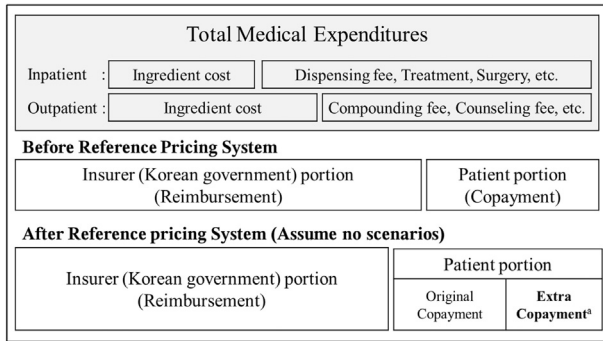 Total Medical Expenditures
Inpatient : Ingredient cost Dispensing fee, Treatment, Surgery, etc.
Outpatient : Ingredient cost Compounding fee, Counseling fee, etc.
Before Reference Pricing System
Insurer (Korean government) portion
(Reimbursement)
Patient portion
(Copayment)
After Reference pricing System (Assume no scenarios)
Insurer (Korean government) portion
(Reimbursement)
Patient portion
Original
Copayment
Extra
Copaymentᵃ